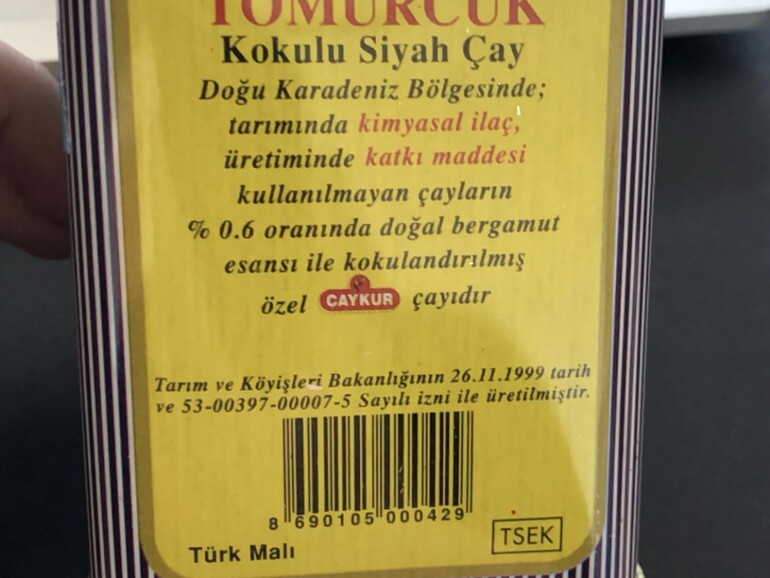 TOMURCUK
Kokulu Siyah Çay
Doğu Karadeniz Bölgesinde;
tarımında kimyasal ilaç,
üretiminde katkı maddesi
kullanılmayan çayların
% 0.6 oranında doğal bergamut
esansı ile kokulandırılmış
özel ÇAYKUR çayıdır
Tarım ve Köyişleri Bakanlığının 26.11.1999 tarih
ve 53-00397-00007-5 Sayılı izni ile üretilmiştir.
8 690105 000429
Türk Malı
TSEK